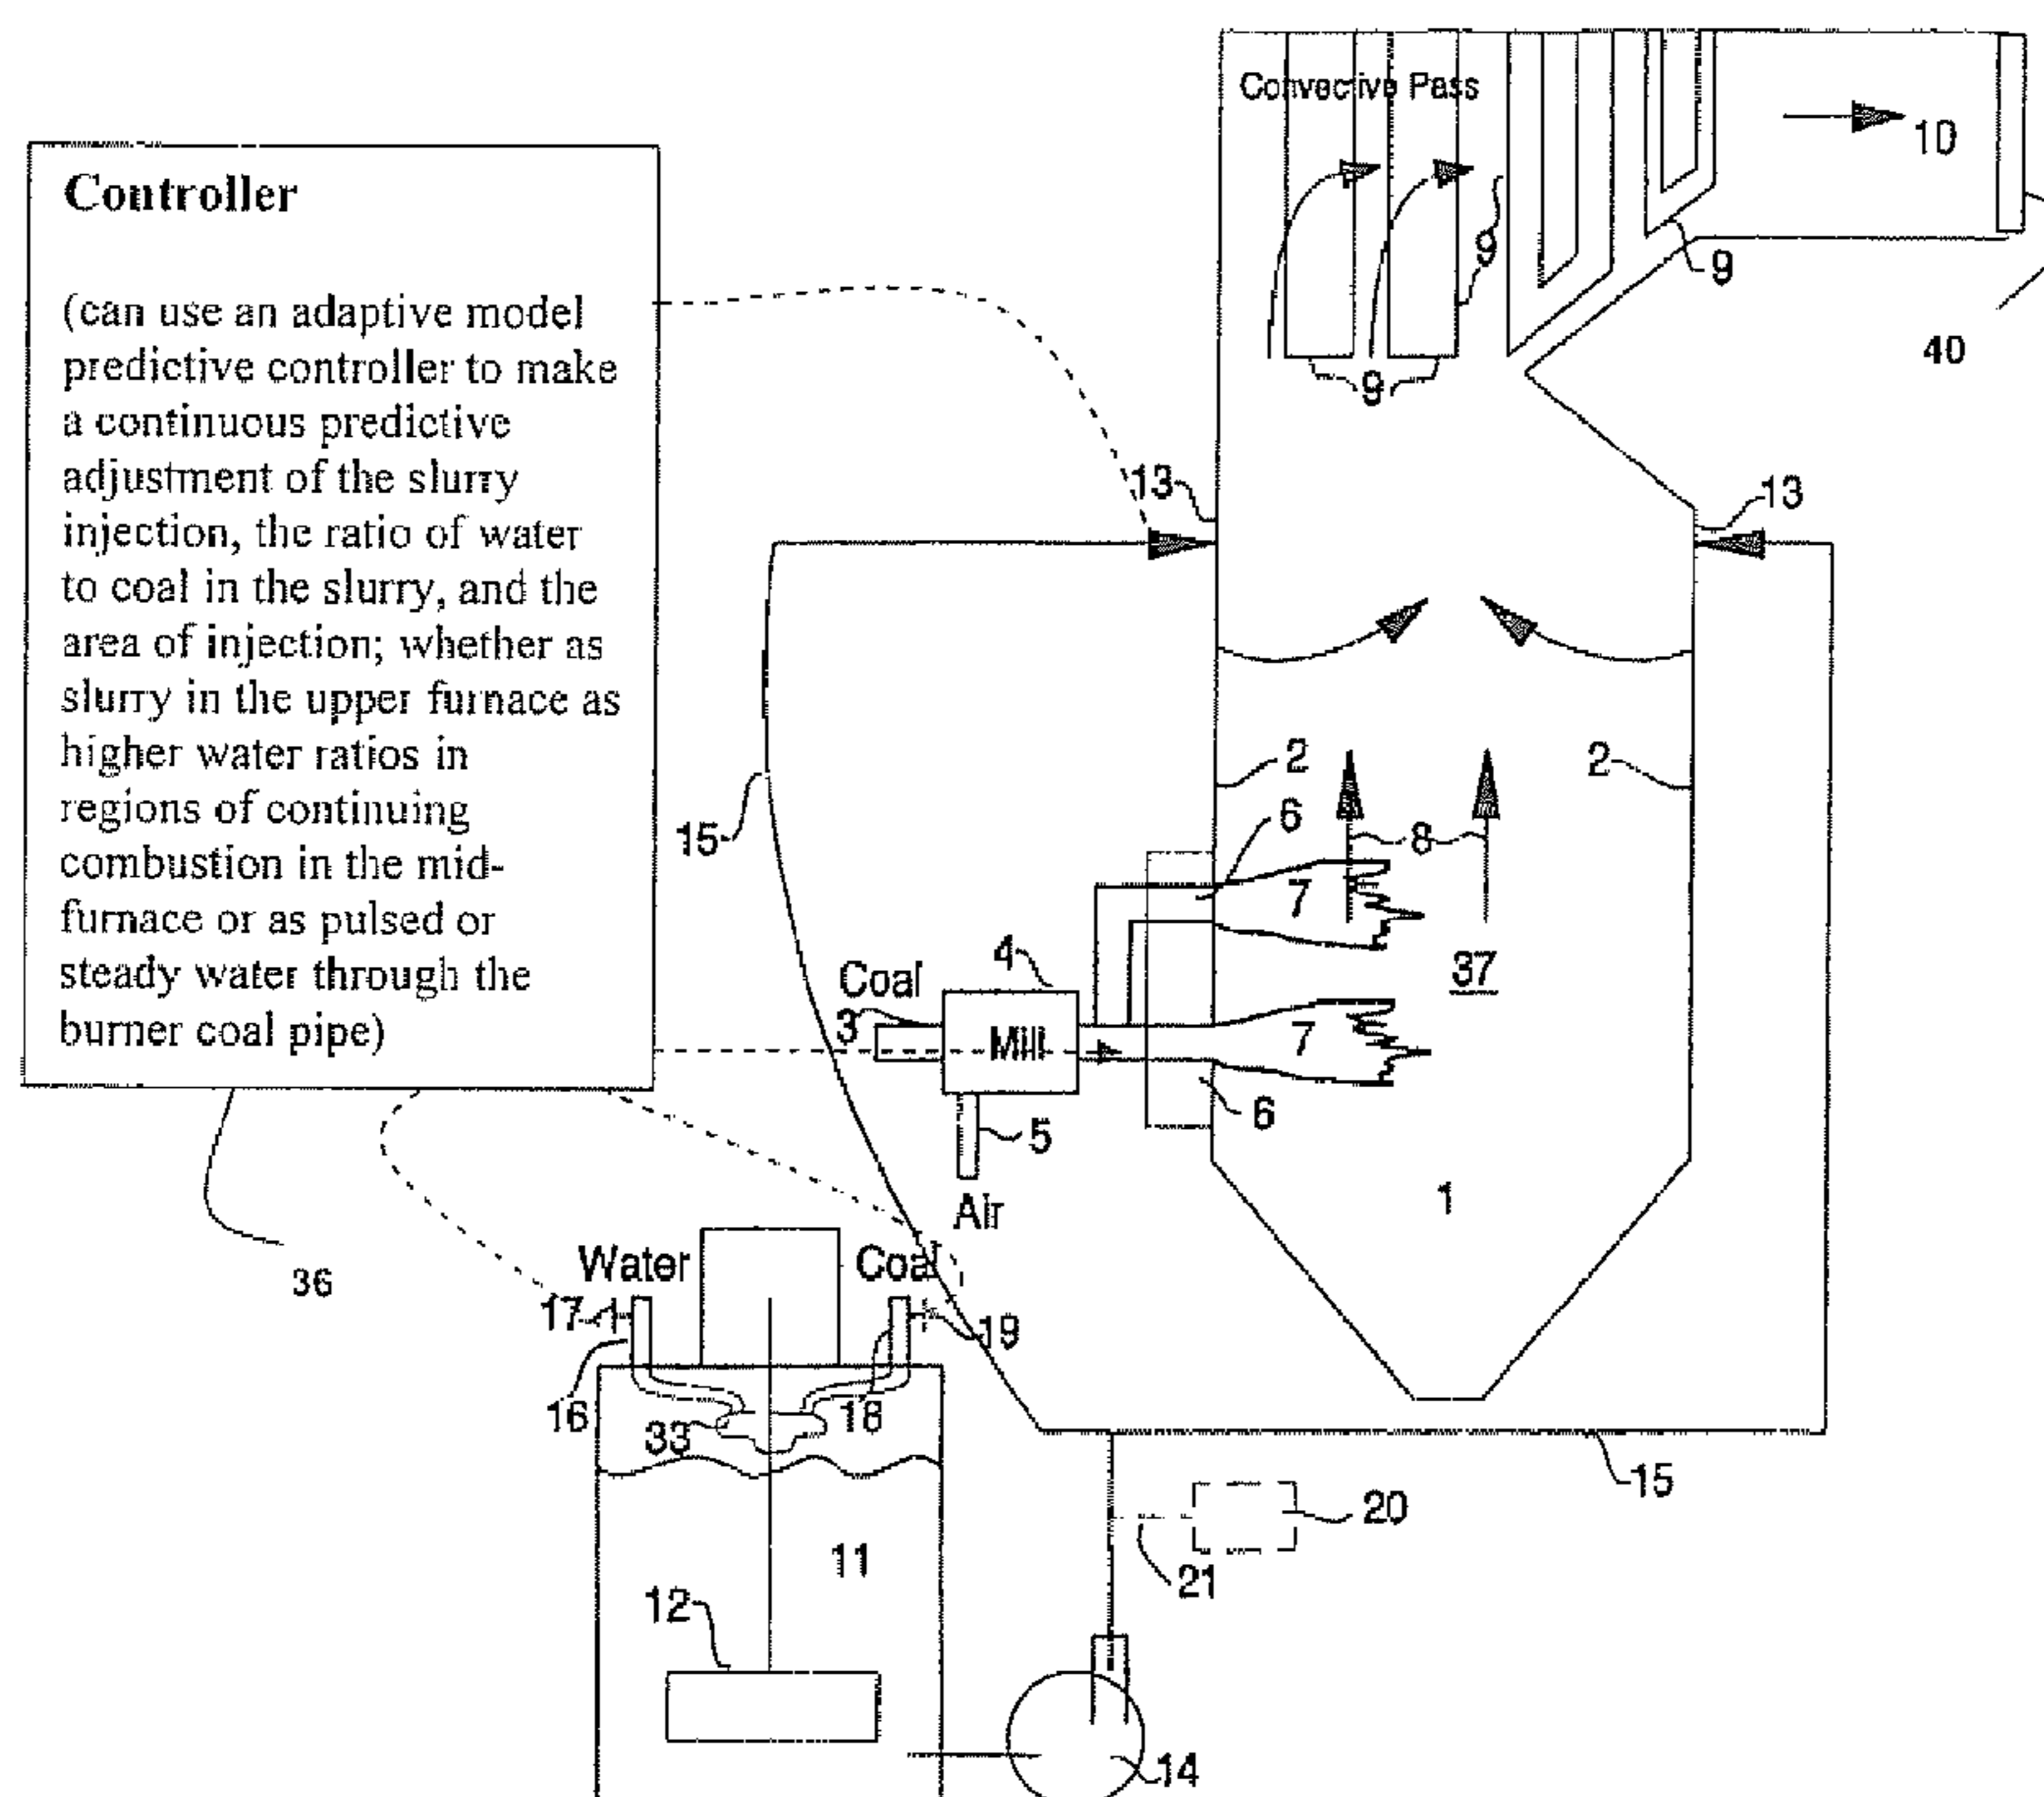 Controller
(can use an adaptive model
predictive controller to make
a continuous predictive
adjustment of the slurry
injection, the ratio of water
to coal in the slurry, and the
area of injection; whether as
slurry in the upper furnace as
higher water ratios in
regions of continuing
combustion in the mid-
furnace or as pulsed or
steady water through the
burner coal pipe)
36
Convective Pass
10
9
9
9
40
13
13
2
2
15
6
8
7
4
37
Coal
3
Mill
7
6
5
Air
1
Water
Coal
17
19
16
33
18
15
20
21
11
12
14